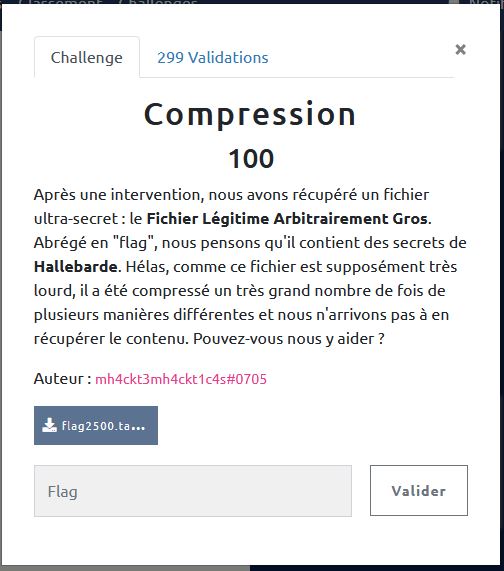 Challenge
299 Validations
×
Compression
100
Après une intervention, nous avons récupéré un fichier
ultra-secret : le Fichier Légitime Arbitrairement Gros.
Abrégé en "flag", nous pensons qu'il contient des secrets de
Hallebarde. Hélas, comme ce fichier est supposément très
lourd, il a été compressé un très grand nombre de fois de
plusieurs manières différentes et nous n'arrivons pas à en
récupérer le contenu. Pouvez-vous nous y aider ?
Auteur : mh4ckt3mh4ckt1c4s#0705
Flag2500.ta...
Flag
Valider